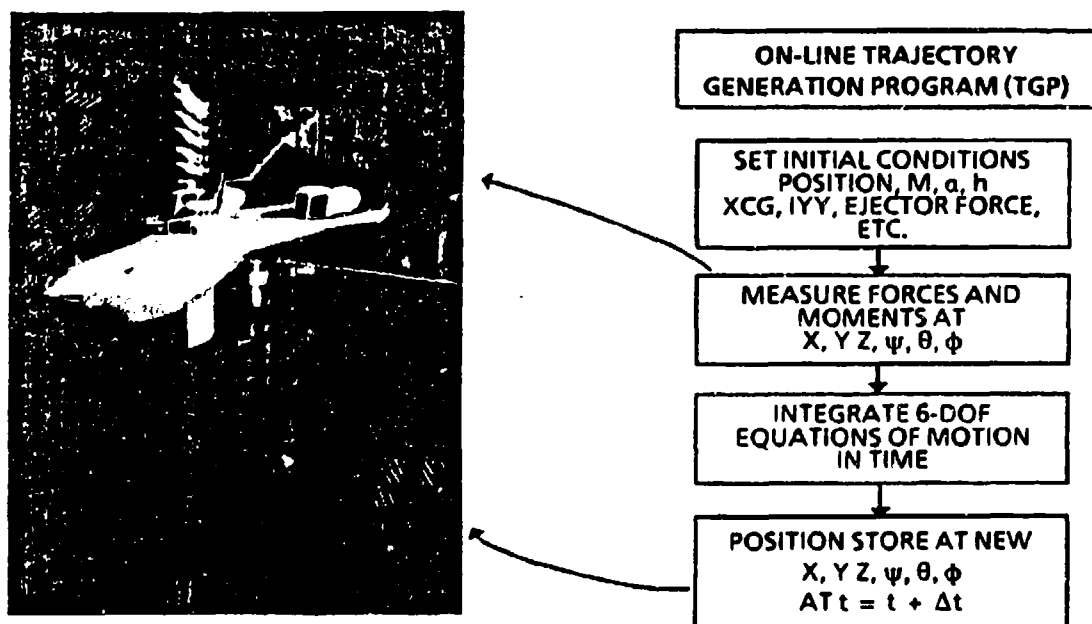 ON-LINE TRAJECTORY
GENERATION PROGRAM (TGP)
SET INITIAL CONDITIONS
POSITION, M, a, h
XCG, IYY, EJECTOR FORCE,
ETC.
MEASURE FORCES AND
MOMENTS AT
X, Y Z, ψ, θ, ϕ
INTEGRATE 6-DOF
EQUATIONS OF MOTION
IN TIME
POSITION STORE AT NEW
X, Y Z, ψ, θ, ϕ
AT t = t + Δt